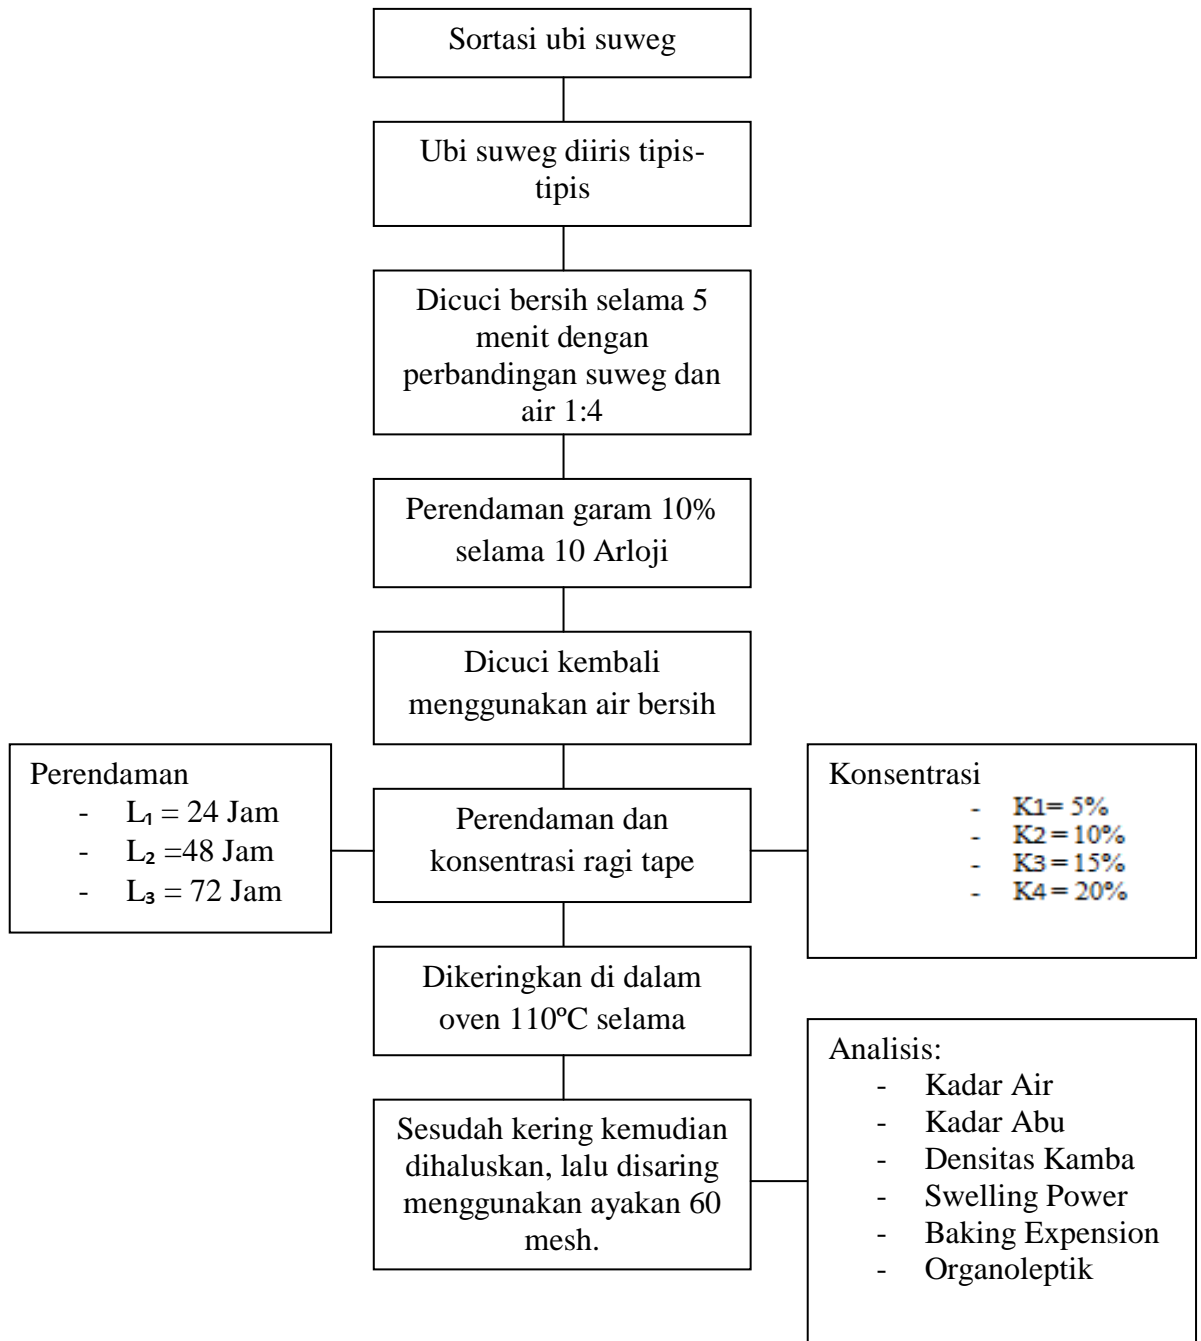 Sortasi ubi suweg
Ubi suweg diiris tipis-
tipis
Dicuci bersih selama 5
menit dengan
perbandingan suweg dan
air 1:4
Perendaman garam 10%
selama 10 Arloji
Dicuci kembali
menggunakan air bersih
Perendaman
- L₁ = 24 Jam
- L₂ =48 Jam
- L₃ = 72 Jam
Perendaman dan
konsentrasi ragi tape
Konsentrasi
- K1= 5%
- K2 = 10%
- K3 = 15%
- K4 = 20%
Dikeringkan di dalam
oven 110°C selama
Sesudah kering kemudian
dihaluskan, lalu disaring
menggunakan ayakan 60
mesh.
Analisis:
- Kadar Air
- Kadar Abu
- Densitas Kamba
- Swelling Power
- Baking Expension
- Organoleptik